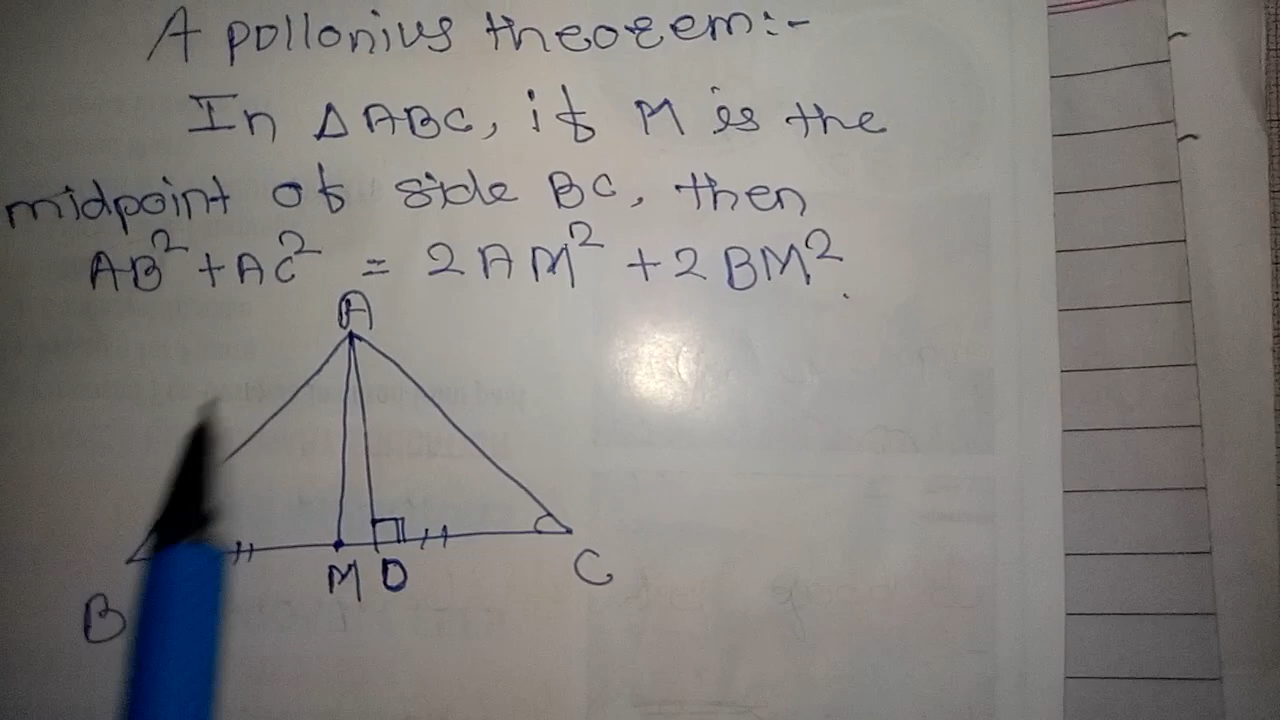 Apollonius theorem:-
In △ABC, if M is the
midpoint of side BC, then
AB² + AC² = 2AM² + 2BM².
A
M D
C
B